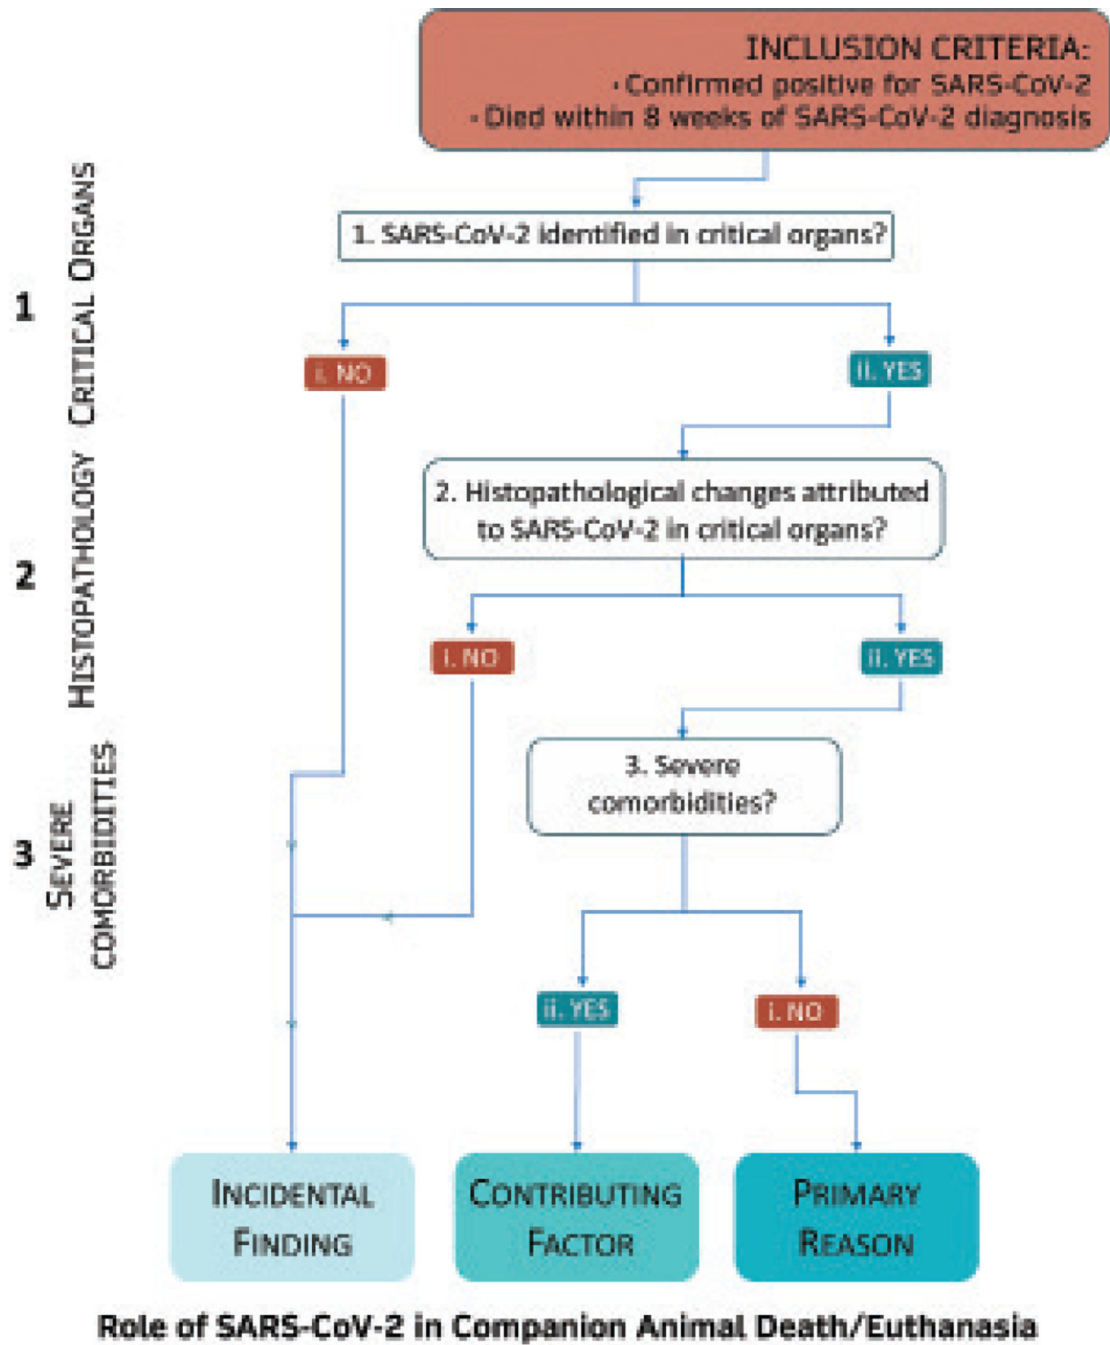 INCLUSION CRITERIA:
• Confirmed positive for SARS-CoV-2
• Died within 8 weeks of SARS-CoV-2 diagnosis
1
CRITICAL ORGANS
1. SARS-CoV-2 identified in critical organs?
i. NO
ii. YES
2
HISTOPATHOLOGY
2. Histopathological changes attributed
to SARS-CoV-2 in critical organs?
i. NO
ii. YES
3
SEVERE
COMORBIDITIES
3. Severe
comorbidities?
ii. YES
i. NO
INCIDENTAL
FINDING
CONTRIBUTING
FACTOR
PRIMARY
REASON
Role of SARS-CoV-2 in Companion Animal Death/Euthanasia